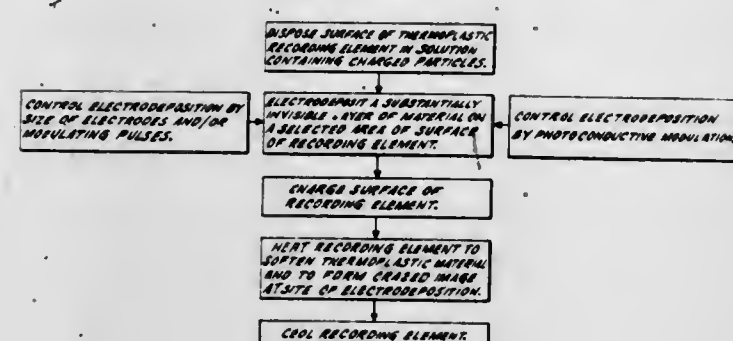 DISPOSE SURFACE OF THERMOPLASTIC
RECORDING ELEMENT IN SOLUTION
CONTAINING CHARGED PARTICLES.
CONTROL ELECTRODEPOSITION BY
SIZE OF ELECTRODES AND/OR
MODULATING PULSES.
ELECTRODEPOSIT A SUBSTANTIALLY
INVISIBLE LAYER OF MATERIAL ON
A SELECTED AREA OF SURFACE
OF RECORDING ELEMENT.
CONTROL ELECTRODEPOSITION
BY PHOTOCONDUCTIVE MODULATION.
CHARGE SURFACE OF
RECORDING ELEMENT.
HEAT RECORDING ELEMENT TO
SOFTEN THERMOPLASTIC MATERIAL
AND TO FORM CRAZED IMAGE
AT SITE OF ELECTRODEPOSITION.
COOL RECORDING ELEMENT.